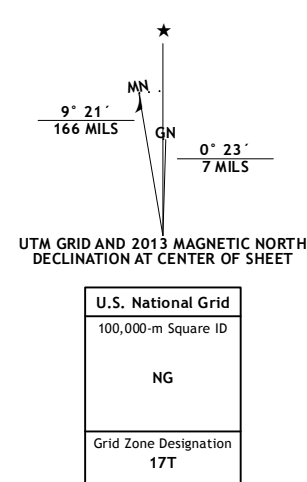 ★
MN
9° 21´
166 MILS
GN
0° 23´
7 MILS
UTM GRID AND 2013 MAGNETIC NORTH
DECLINATION AT CENTER OF SHEET
U.S. National Grid
100,000-m Square ID
NG
Grid Zone Designation
17T